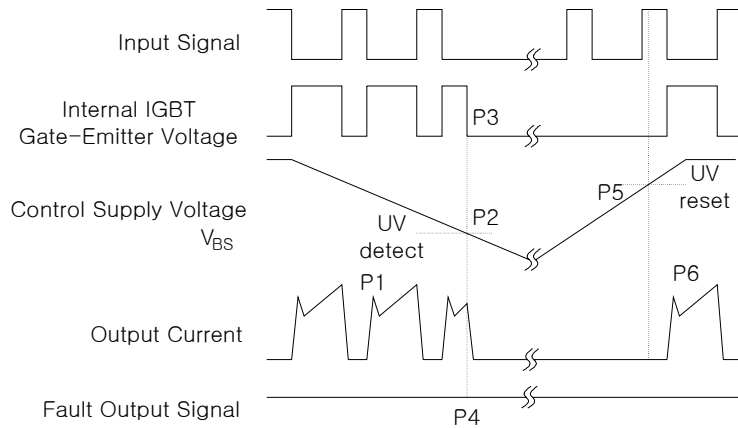 Input Signal
Internal IGBT
Gate-Emitter Voltage
P3
Control Supply Voltage
V_BS
UV
detect
P2
P5
UV
reset
P1
P6
Output Current
Fault Output Signal
P4